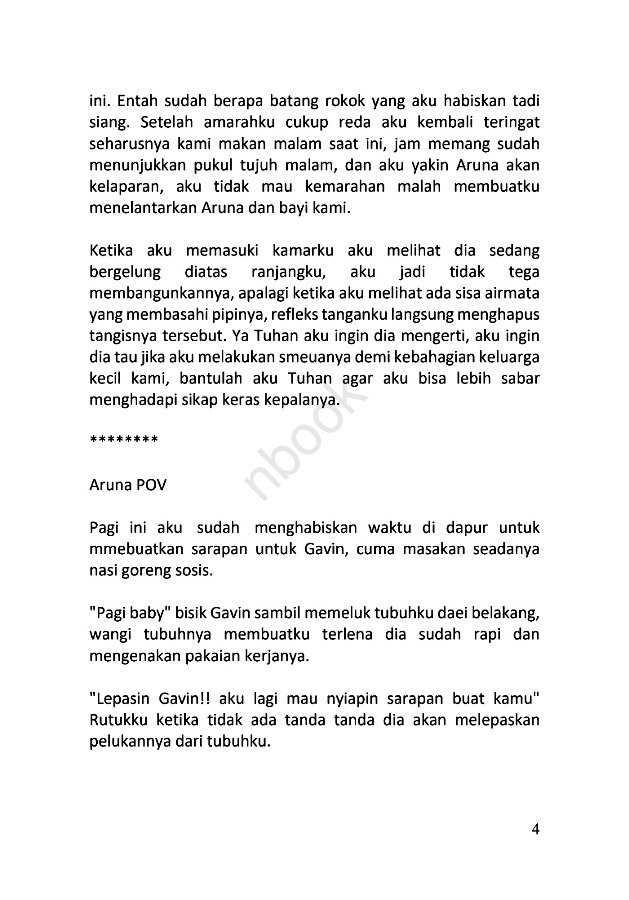 ini. Entah sudah berapa batang rokok yang aku habiskan tadi
siang. Setelah amarahku cukup reda aku kembali teringat
seharusnya kami makan malam saat ini, jam memang sudah
menunjukkan pukul tujuh malam, dan aku yakin Aruna akan
kelaparan, aku tidak mau kemarahan malah membuatku
menelantarkan Aruna dan bayi kami.
Ketika aku memasuki kamarku aku melihat dia sedang
bergelung diatas ranjangku, aku jadi tidak tega
membangunkannya, apalagi ketika aku melihat ada sisa airmata
yang membasahi pipinya, refleks tanganku langsung menghapus
tangisnya tersebut. Ya Tuhan aku ingin dia mengerti, aku ingin
dia tau jika aku melakukan smeuanya demi kebahagian keluarga
kecil kami, bantulah aku Tuhan agar aku bisa lebih sabar
menghadapi sikap keras kepalanya.
nbook
********
Aruna POV
Pagi ini aku sudah menghabiskan waktu di dapur untuk
mmebuatkan sarapan untuk Gavin, cuma masakan seadanya
nasi goreng sosis.
"Pagi baby" bisik Gavin sambil memeluk tubuhku daei belakang,
wangi tubuhnya membuatku terlena dia sudah rapi dan
mengenakan pakaian kerjanya.
"Lepasin Gavin!! aku lagi mau nyiapin sarapan buat kamu"
Rutukku ketika tidak ada tanda tanda dia akan melepaskan
pelukannya dari tubuhku.
4